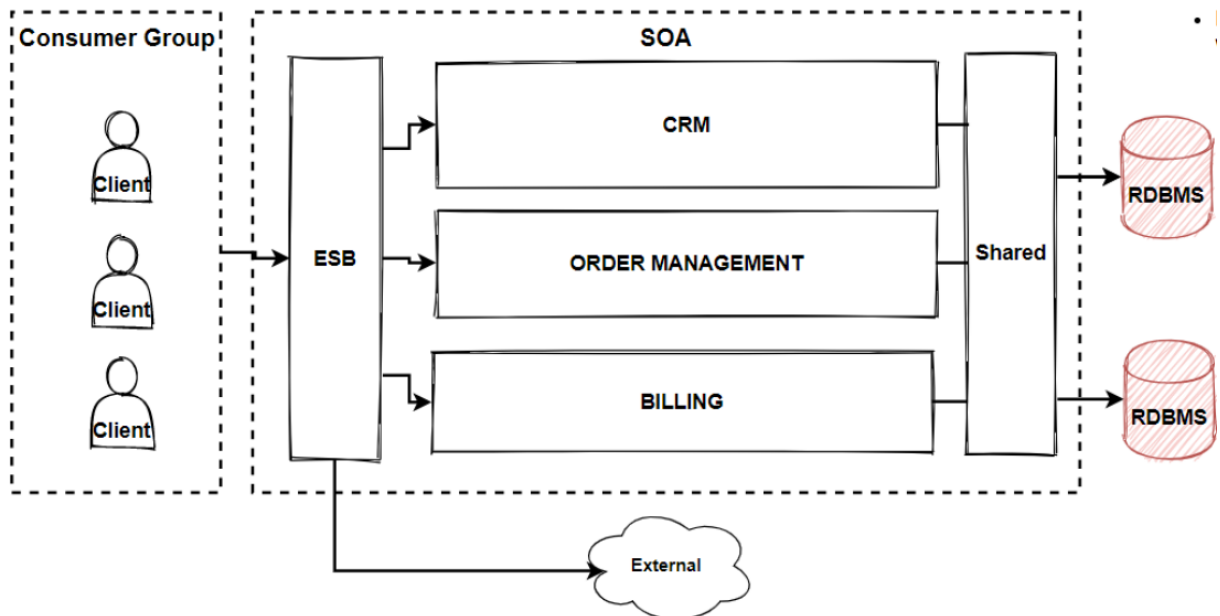 Consumer Group
SOA
CRM
Client
RDBMS
ESB
ORDER MANAGEMENT
Shared
Client
BILLING
RDBMS
Client
External